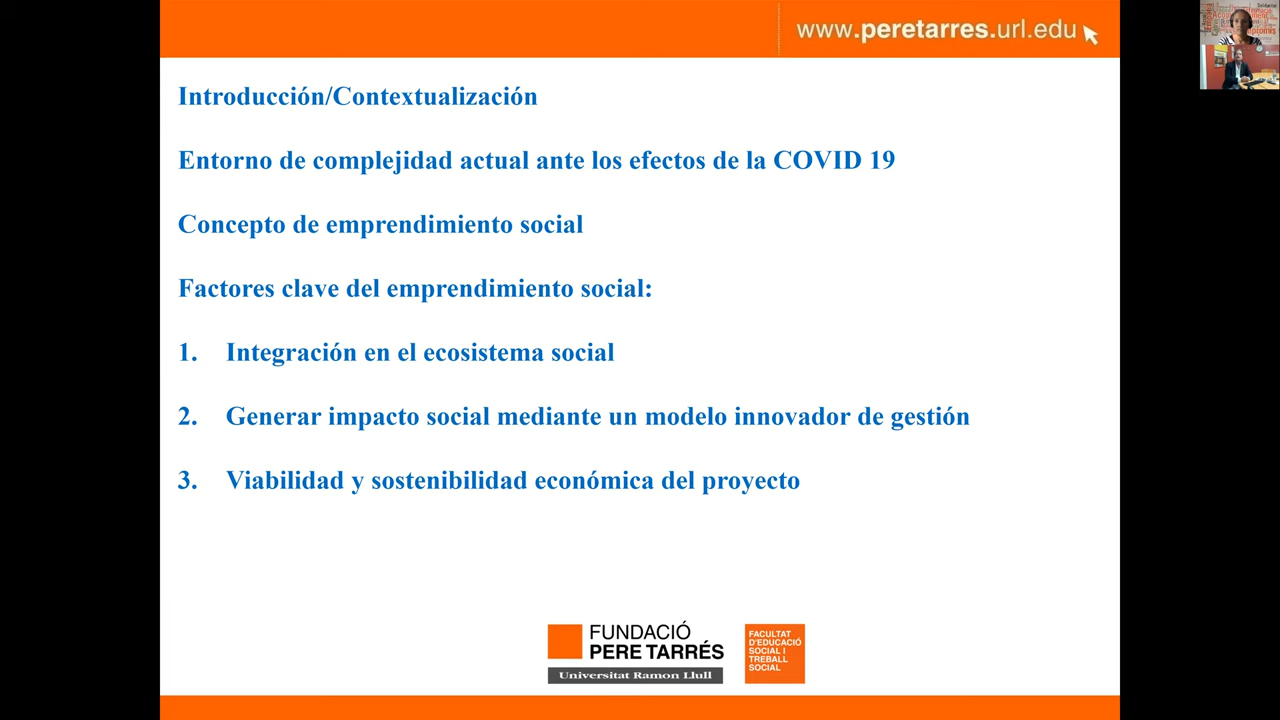 www.peretarres.url.edu
Introducción/Contextualización
Entorno de complejidad actual ante los efectos de la COVID 19
Concepto de emprendimiento social
Factores clave del emprendimiento social:
1. Integración en el ecosistema social
2. Generar impacto social mediante un modelo innovador de gestión
3. Viabilidad y sostenibilidad económica del proyecto
FUNDACIÓ
PERE TARRÉS
Universitat Ramon Llull
FACULTAT
D'EDUCACIÓ
SOCIAL I
TREBALL
SOCIAL